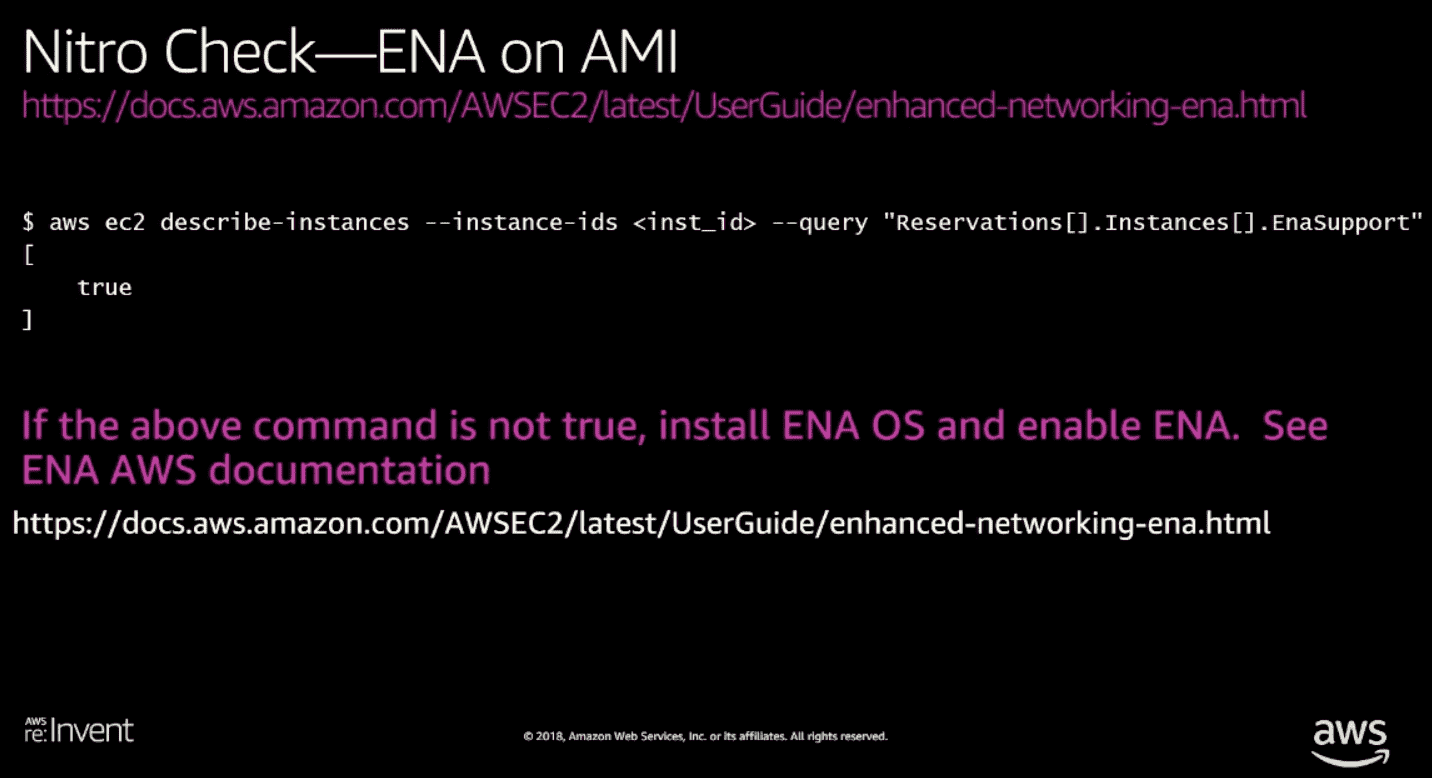 Nitro Check—ENA on AMI
https://docs.aws.amazon.com/AWSEC2/latest/UserGuide/enhanced-networking-ena.html
$ aws ec2 describe-instances --instance-ids <inst_id> --query "Reservations[].Instances[].EnaSupport"
[
    true
]
If the above command is not true, install ENA OS and enable ENA.  See
ENA AWS documentation
https://docs.aws.amazon.com/AWSEC2/latest/UserGuide/enhanced-networking-ena.html
AWS
re:Invent
© 2018, Amazon Web Services, Inc. or its affiliates. All rights reserved.
aws